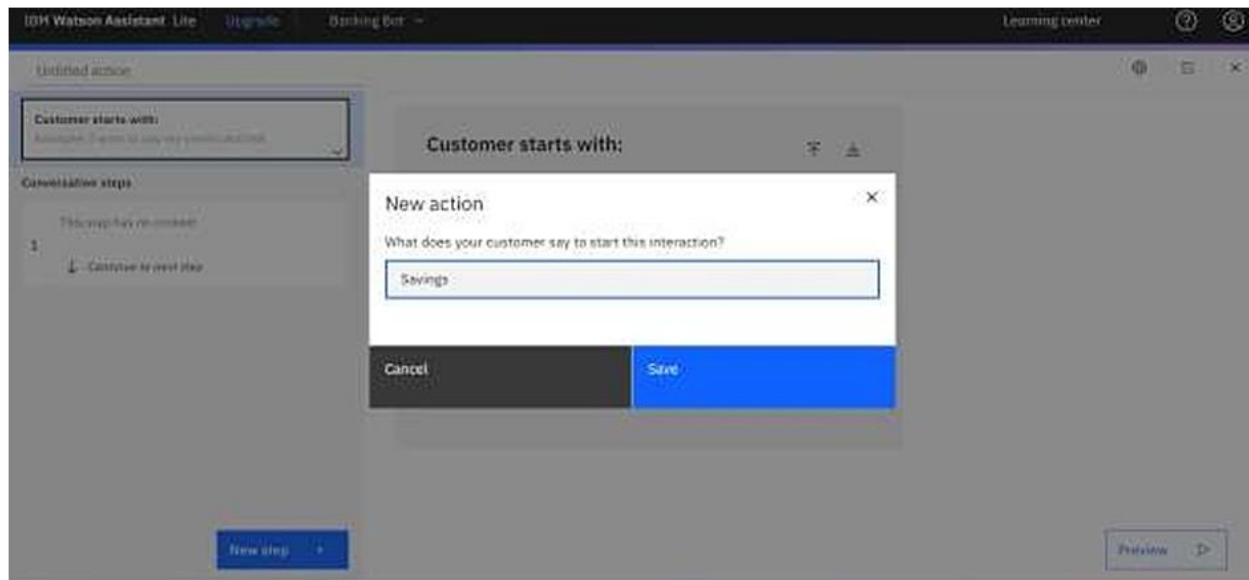 IBM Watson Assistant Lite Upgrade Banking Bot Learning center
Untitled action
Customer starts with:
Customer starts with:
Conversation steps
This step has no content
1
Continue to next step
New action
What does your customer say to start this interaction?
Savings
Cancel
Save
New step +
Preview